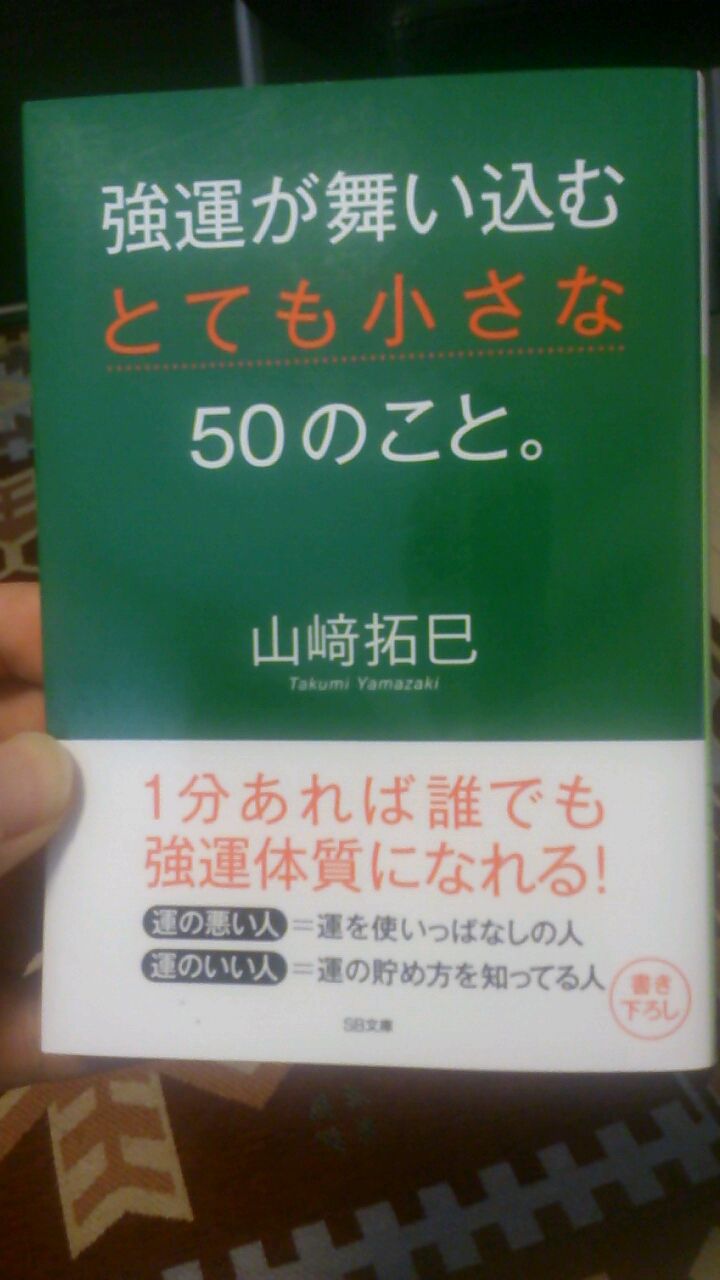 強運が舞い込む
とても小さな
50のこと。
山﨑拓巳
Takumi Yamazaki
1分あれば誰でも
強運体質になれる!
運の悪い人=運を使いっぱなしの人
運のいい人=運の貯め方を知ってる人
書き
下ろし
SB文庫